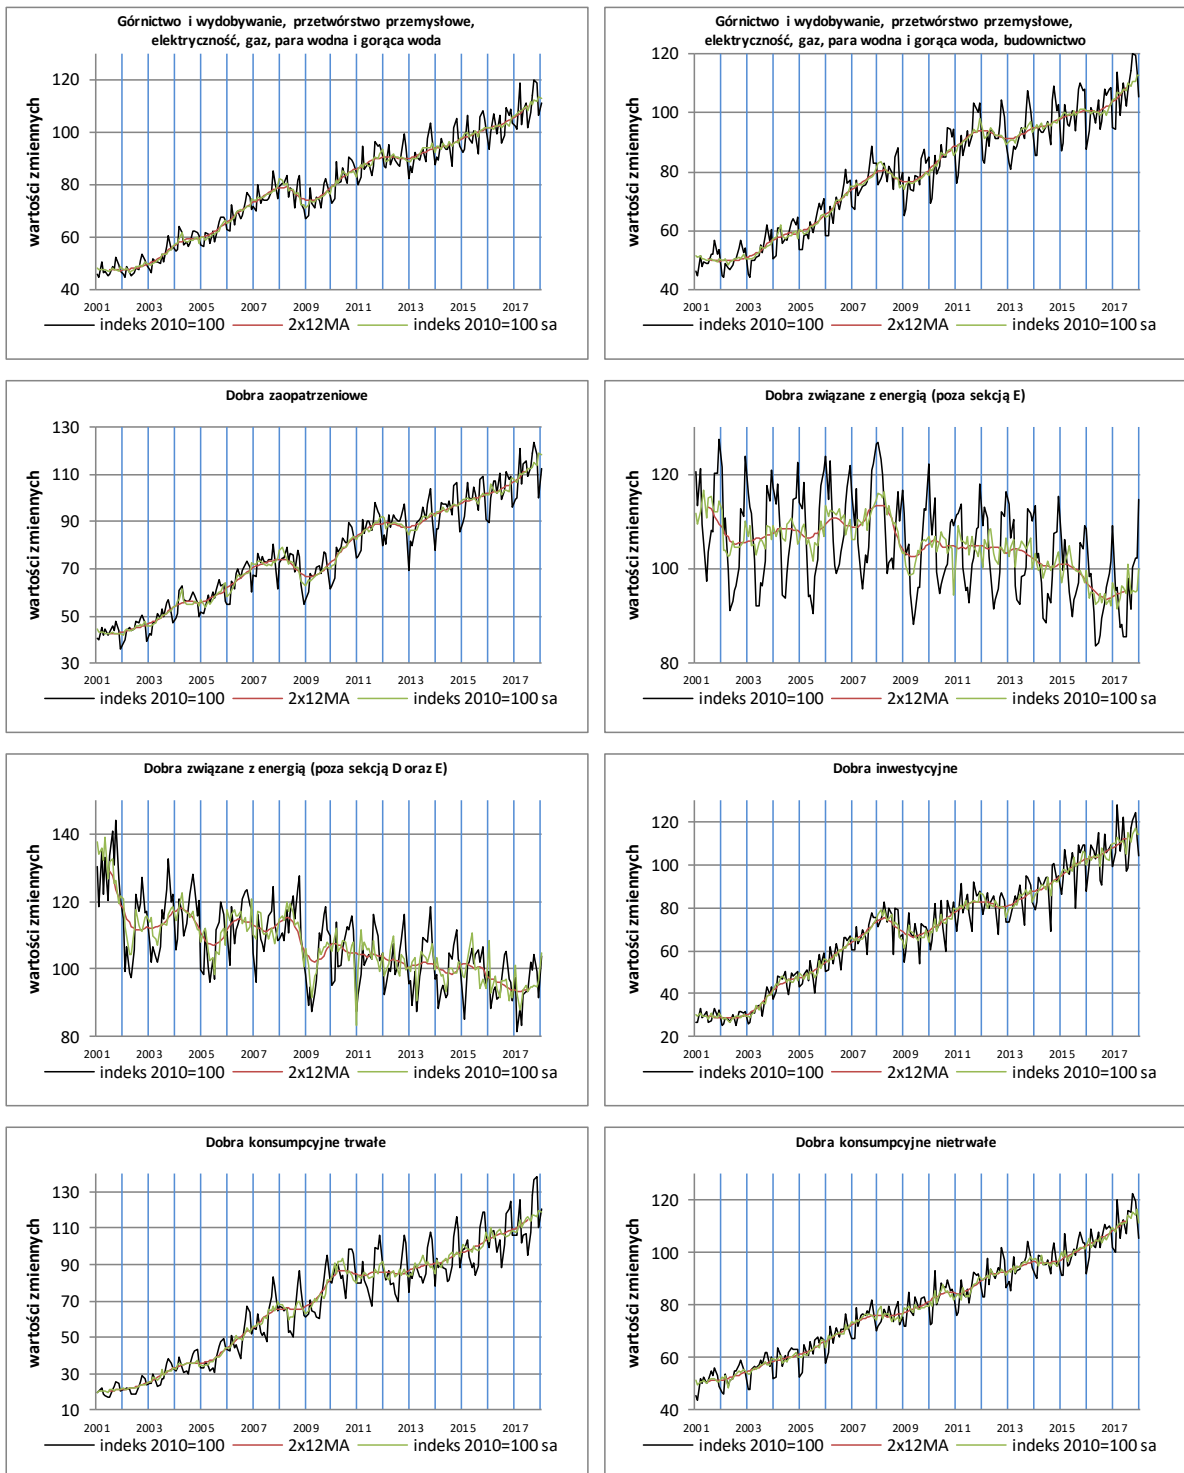 Górnictwo i wydobywanie, przetwórstwo przemysłowe,
elektryczność, gaz, para wodna i gorąca woda
wartości zmiennych
120
100
80
60
40
2001 2003 2005 2007 2009 2011 2013 2015 2017
indeks 2010=100 2x12MA indeks 2010=100 sa
Górnictwo i wydobywanie, przetwórstwo przemysłowe,
elektryczność, gaz, para wodna i gorąca woda, budownictwo
wartości zmiennych
120
100
80
60
40
2001 2003 2005 2007 2009 2011 2013 2015 2017
indeks 2010=100 2x12MA indeks 2010=100 sa
Dobra zaopatrzeniowe
wartości zmiennych
130
110
90
70
50
30
2001 2003 2005 2007 2009 2011 2013 2015 2017
indeks 2010=100 2x12MA indeks 2010=100 sa
Dobra związane z energią (poza sekcją E)
wartości zmiennych
120
100
80
2001 2003 2005 2007 2009 2011 2013 2015 2017
indeks 2010=100 2x12MA indeks 2010=100 sa
Dobra związane z energią (poza sekcją D oraz E)
wartości zmiennych
140
120
100
80
2001 2003 2005 2007 2009 2011 2013 2015 2017
indeks 2010=100 2x12MA indeks 2010=100 sa
Dobra inwestycyjne
wartości zmiennych
120
100
80
60
40
20
2001 2003 2005 2007 2009 2011 2013 2015 2017
indeks 2010=100 2x12MA indeks 2010=100 sa
Dobra konsumpcyjne trwałe
wartości zmiennych
130
110
90
70
50
30
10
2001 2003 2005 2007 2009 2011 2013 2015 2017
indeks 2010=100 2x12MA indeks 2010=100 sa
Dobra konsumpcyjne nietrwałe
wartości zmiennych
120
100
80
60
40
2001 2003 2005 2007 2009 2011 2013 2015 2017
indeks 2010=100 2x12MA indeks 2010=100 sa